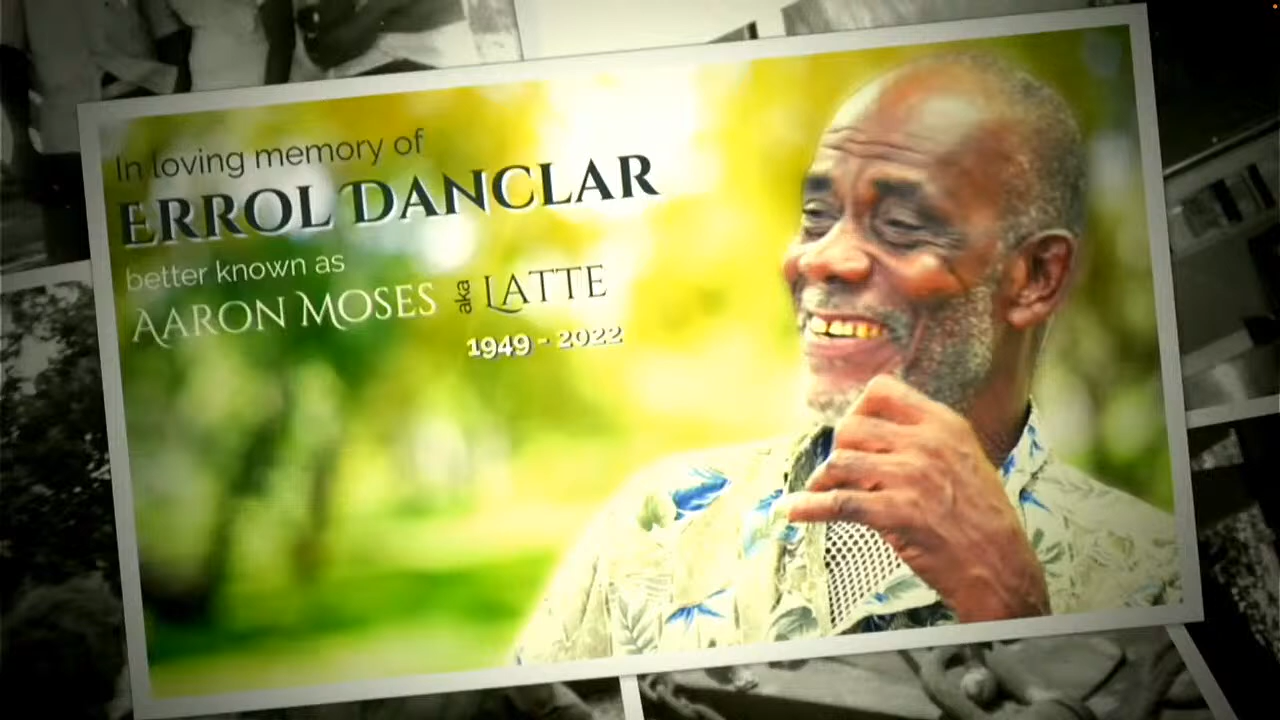 In loving memory of
ERROL DANCLAR
better known as
AARON MOSES aka LATTE
1949 - 2022